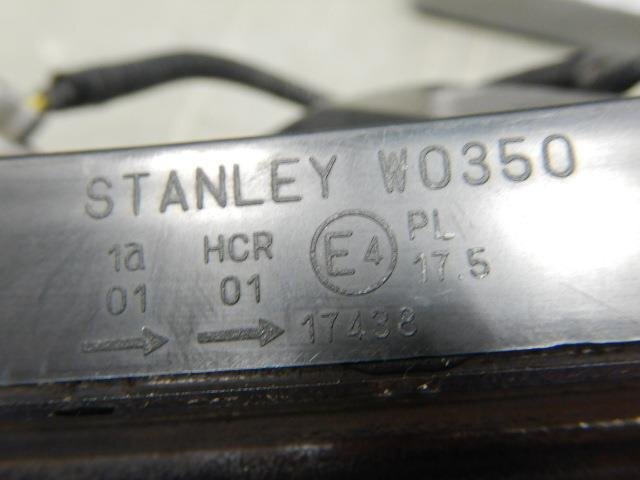 STANLEY W0350
1a HCR E4 PL
01 01 17.5
→ → 17438